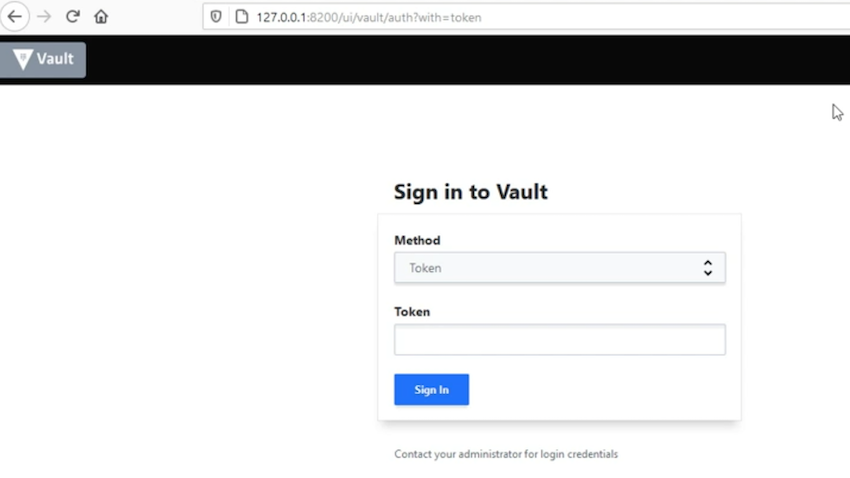 127.0.0.1:8200/ui/vault/auth?with=token
Vault
Sign in to Vault
Method
Token
Token
Sign In
Contact your administrator for login credentials